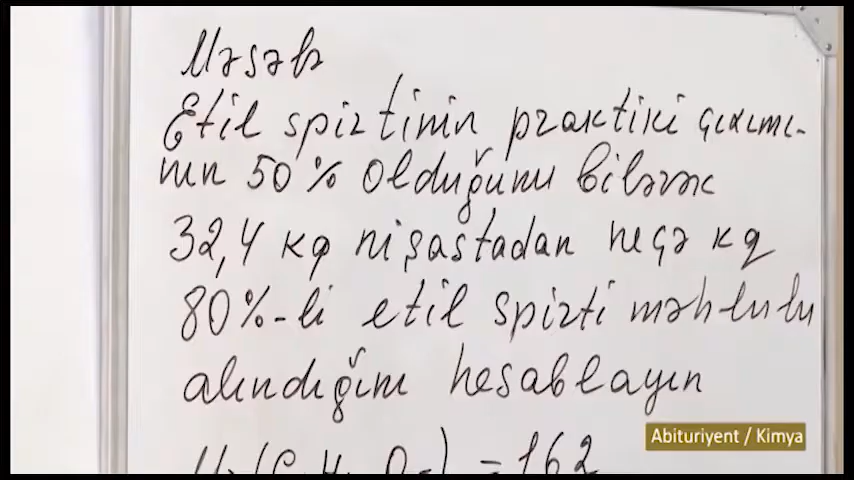 Məsələ
Etil spirtinin praktiki çıxımı-
nın 50% olduğunu bilərək
32,4 kq nişastadan neçə kq
80%-li etil spirti məhlulu
alındığını hesablayın
= 162
Abituriyent / Kimya